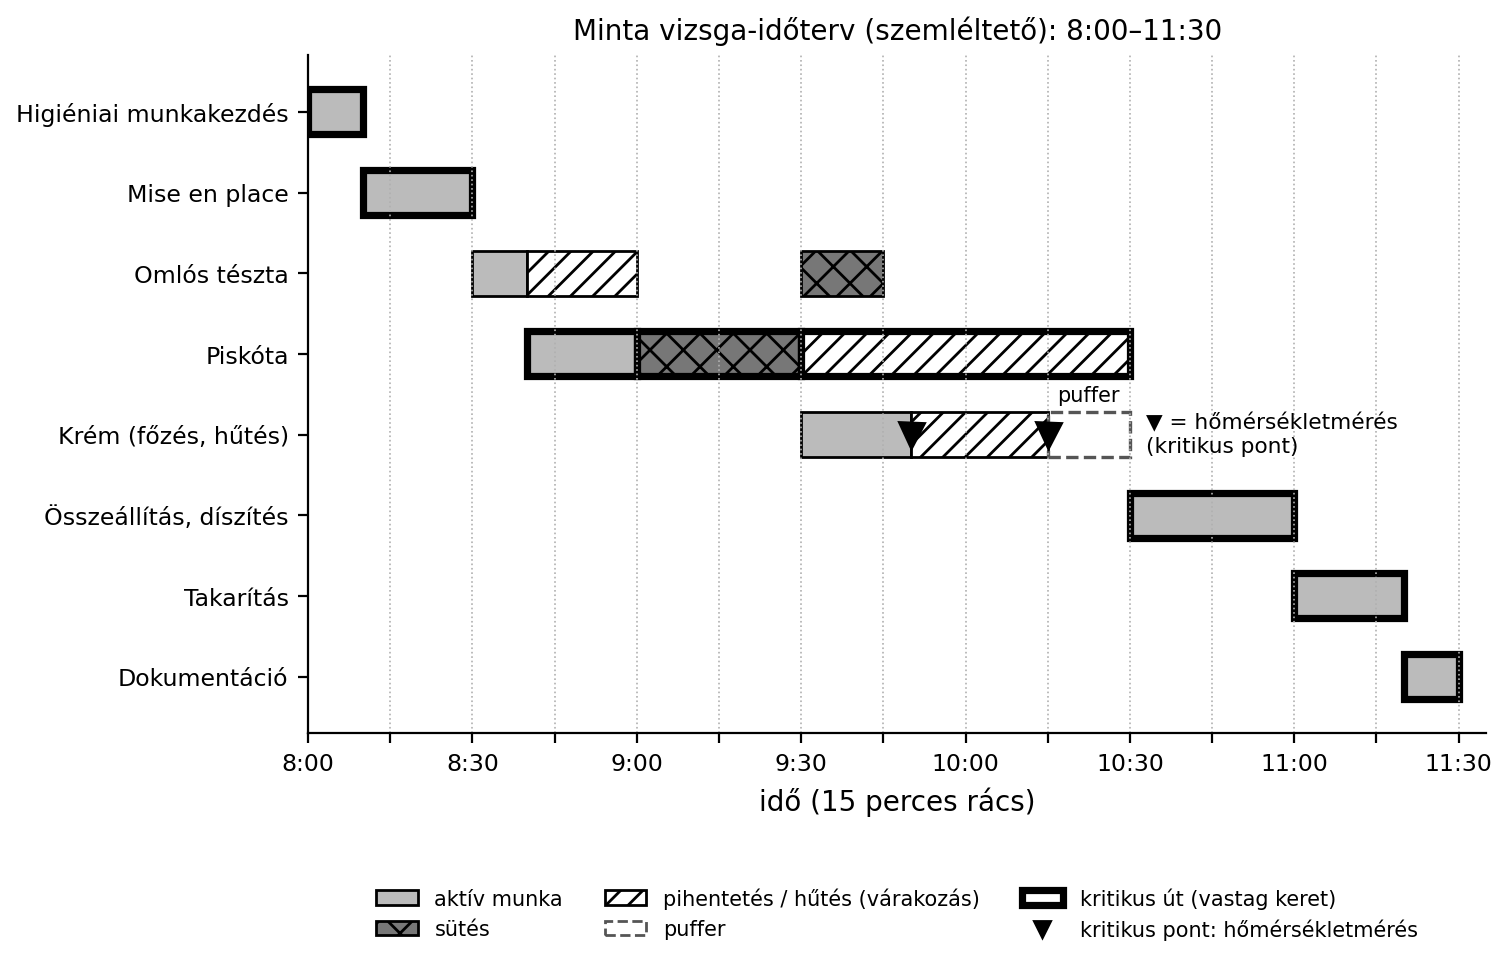 Minta vizsga-időterv (szemléltető): 8:00–11:30
Higiéniai munkakezdés
Mise en place
Omlós tészta
Piskóta
puffer
Krém (főzés, hűtés)
▼ = hőmérsékletmérés
(kritikus pont)
Összeállítás, díszítés
Takarítás
Dokumentáció
8:00 8:30 9:00 9:30 10:00 10:30 11:00 11:30
idő (15 perces rács)
aktív munka
sütés
pihentetés / hűtés (várakozás)
puffer
kritikus út (vastag keret)
kritikus pont: hőmérsékletmérés